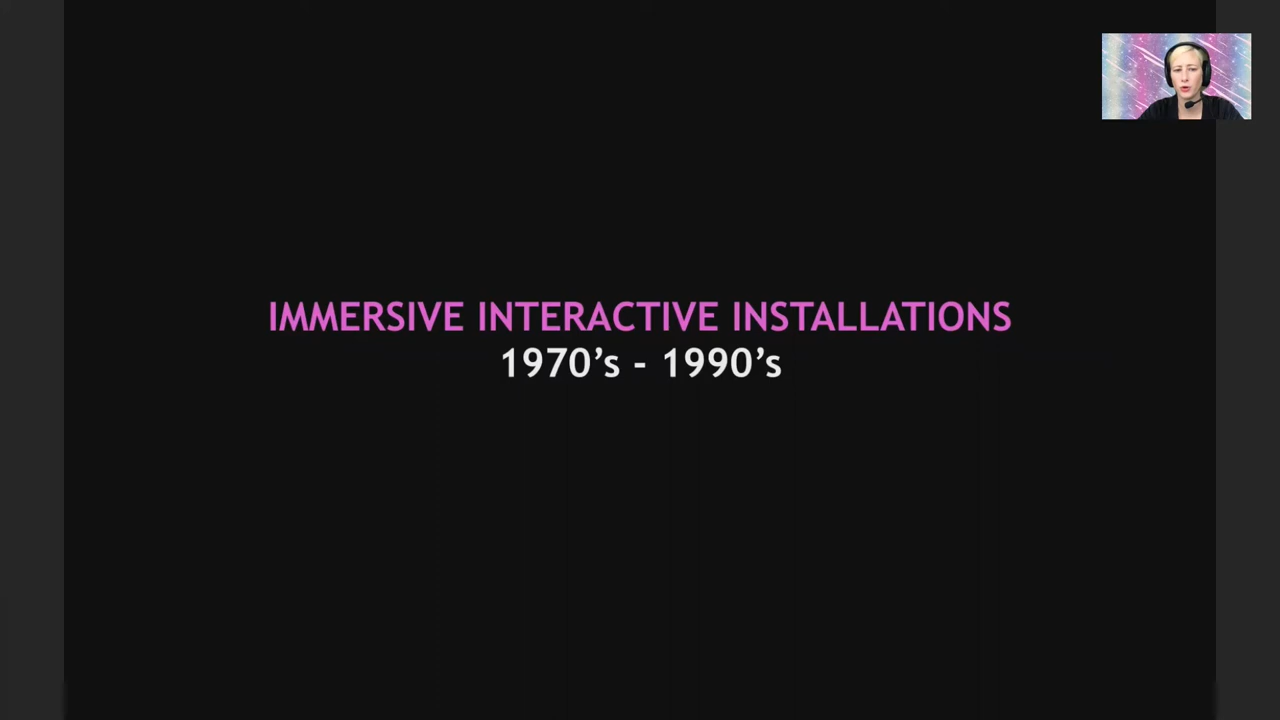 IMMERSIVE INTERACTIVE INSTALLATIONS
1970’s - 1990’s